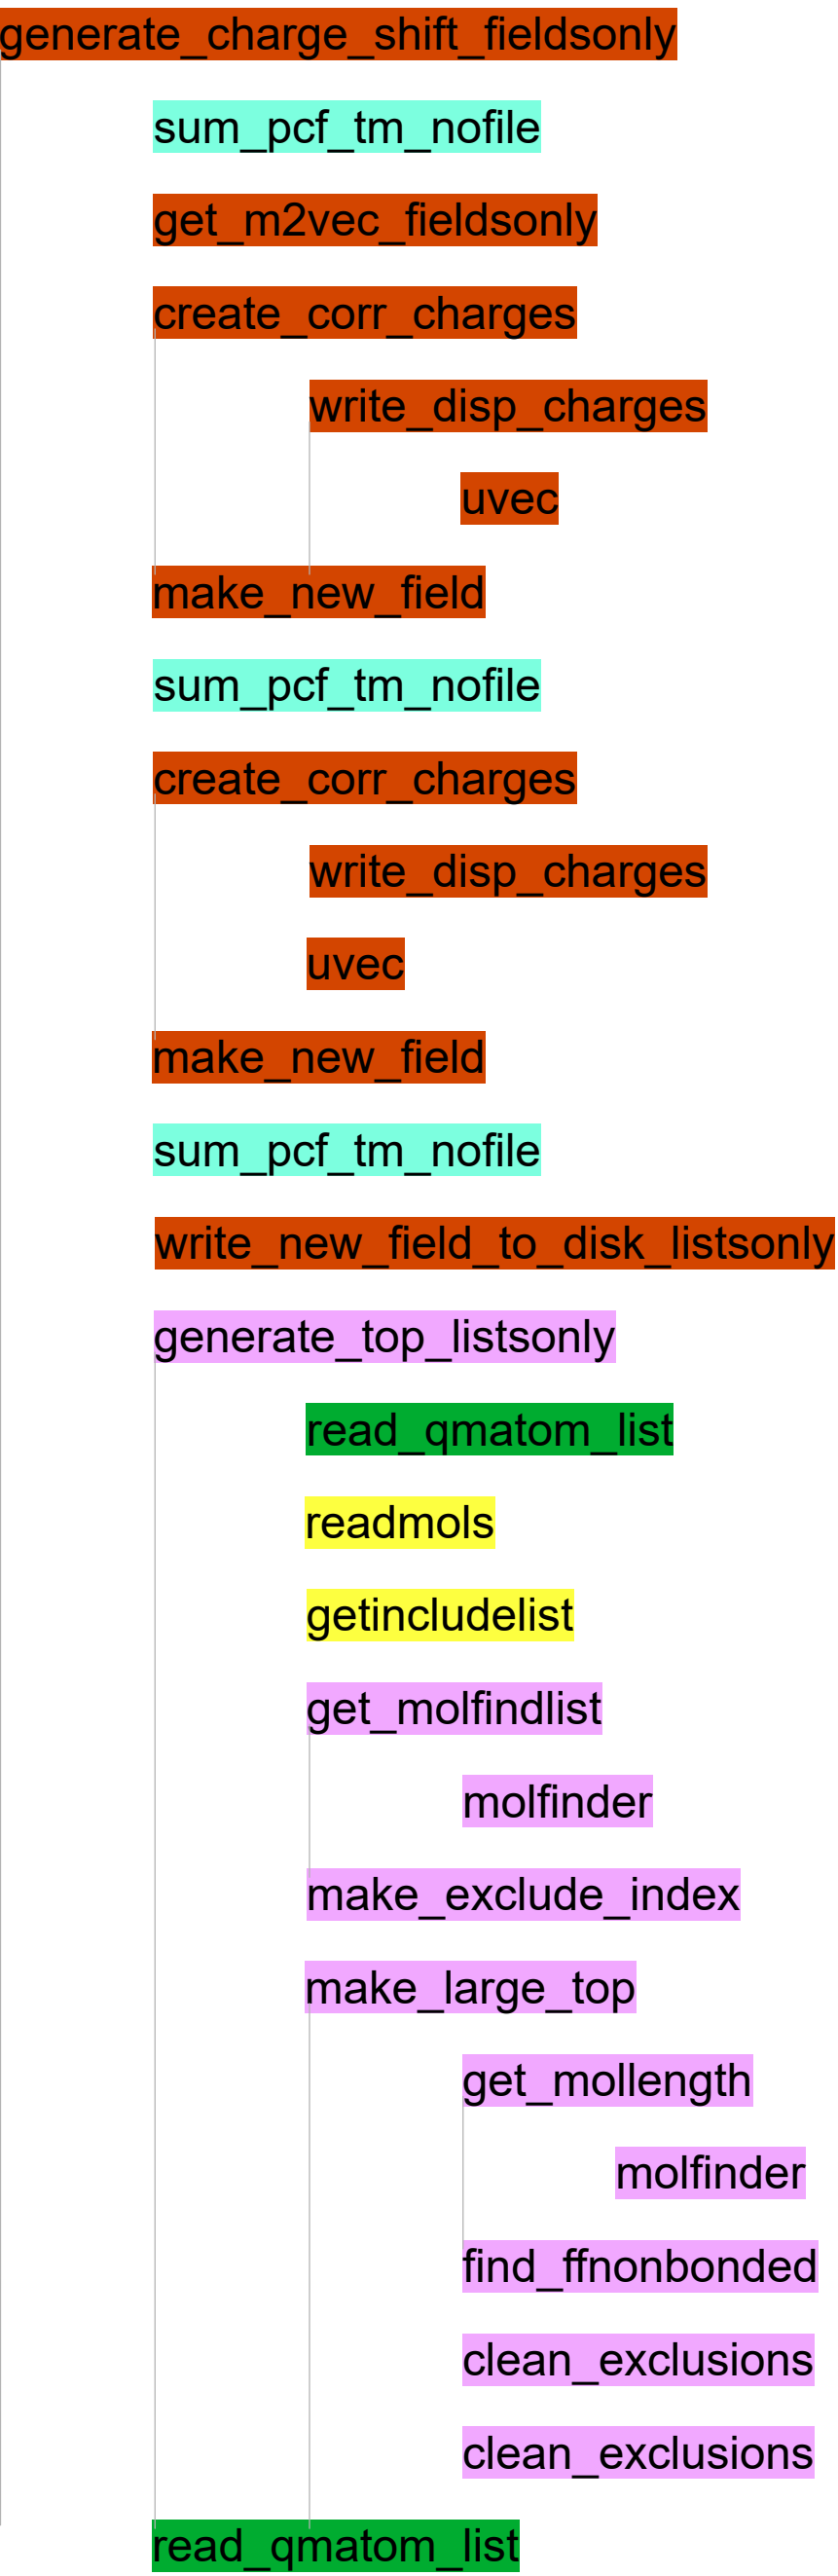 generate_charge_shift_fieldsonly
sum_pcf_tm_nofile
get_m2vec_fieldsonly
create_corr_charges
write_disp_charges
uvec
make_new_field
sum_pcf_tm_nofile
create_corr_charges
write_disp_charges
uvec
make_new_field
sum_pcf_tm_nofile
write_new_field_to_disk_listsonly
generate_top_listsonly
read_qmatom_list
readmols
getincludelist
get_molfindlist
molfinder
make_exclude_index
make_large_top
get_mollength
molfinder
find_ffnonbonded
clean_exclusions
clean_exclusions
read_qmatom_list